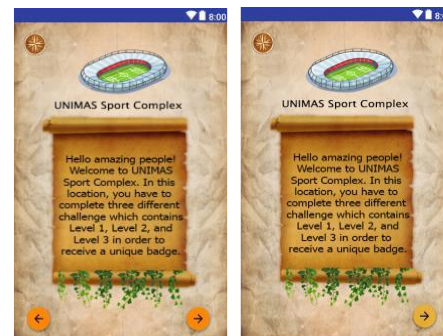 8:00
UNIMAS Sport Complex
Hello amazing people!
Welcome to UNIMAS
Sport Complex. In this
location, you have to
complete three different
challenge which contains
Level 1, Level 2, and
Level 3 in order to
receive a unique badge.
UNIMAS Sport Complex
Hello amazing people!
Welcome to UNIMAS
Sport Complex. In this
location, you have to
complete three different
challenge which contains
Level 1, Level 2, and
Level 3 in order to
receive a unique badge.